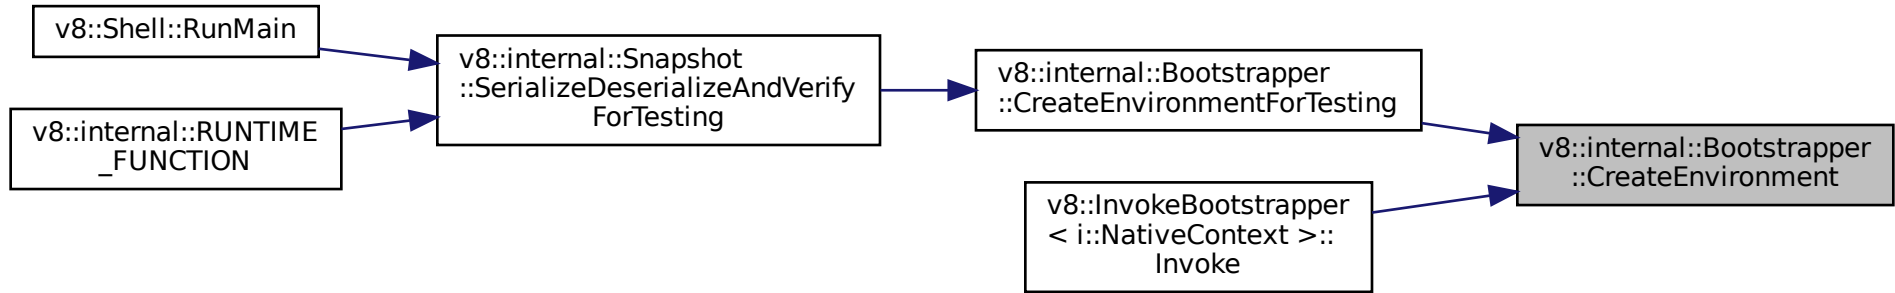 v8::Shell::RunMain
v8::internal::RUNTIME
_FUNCTION
v8::internal::Snapshot
::SerializeDeserializeAndVerify
ForTesting
v8::internal::Bootstrapper
::CreateEnvironmentForTesting
v8::InvokeBootstrapper
< i::NativeContext >::
Invoke
v8::internal::Bootstrapper
::CreateEnvironment